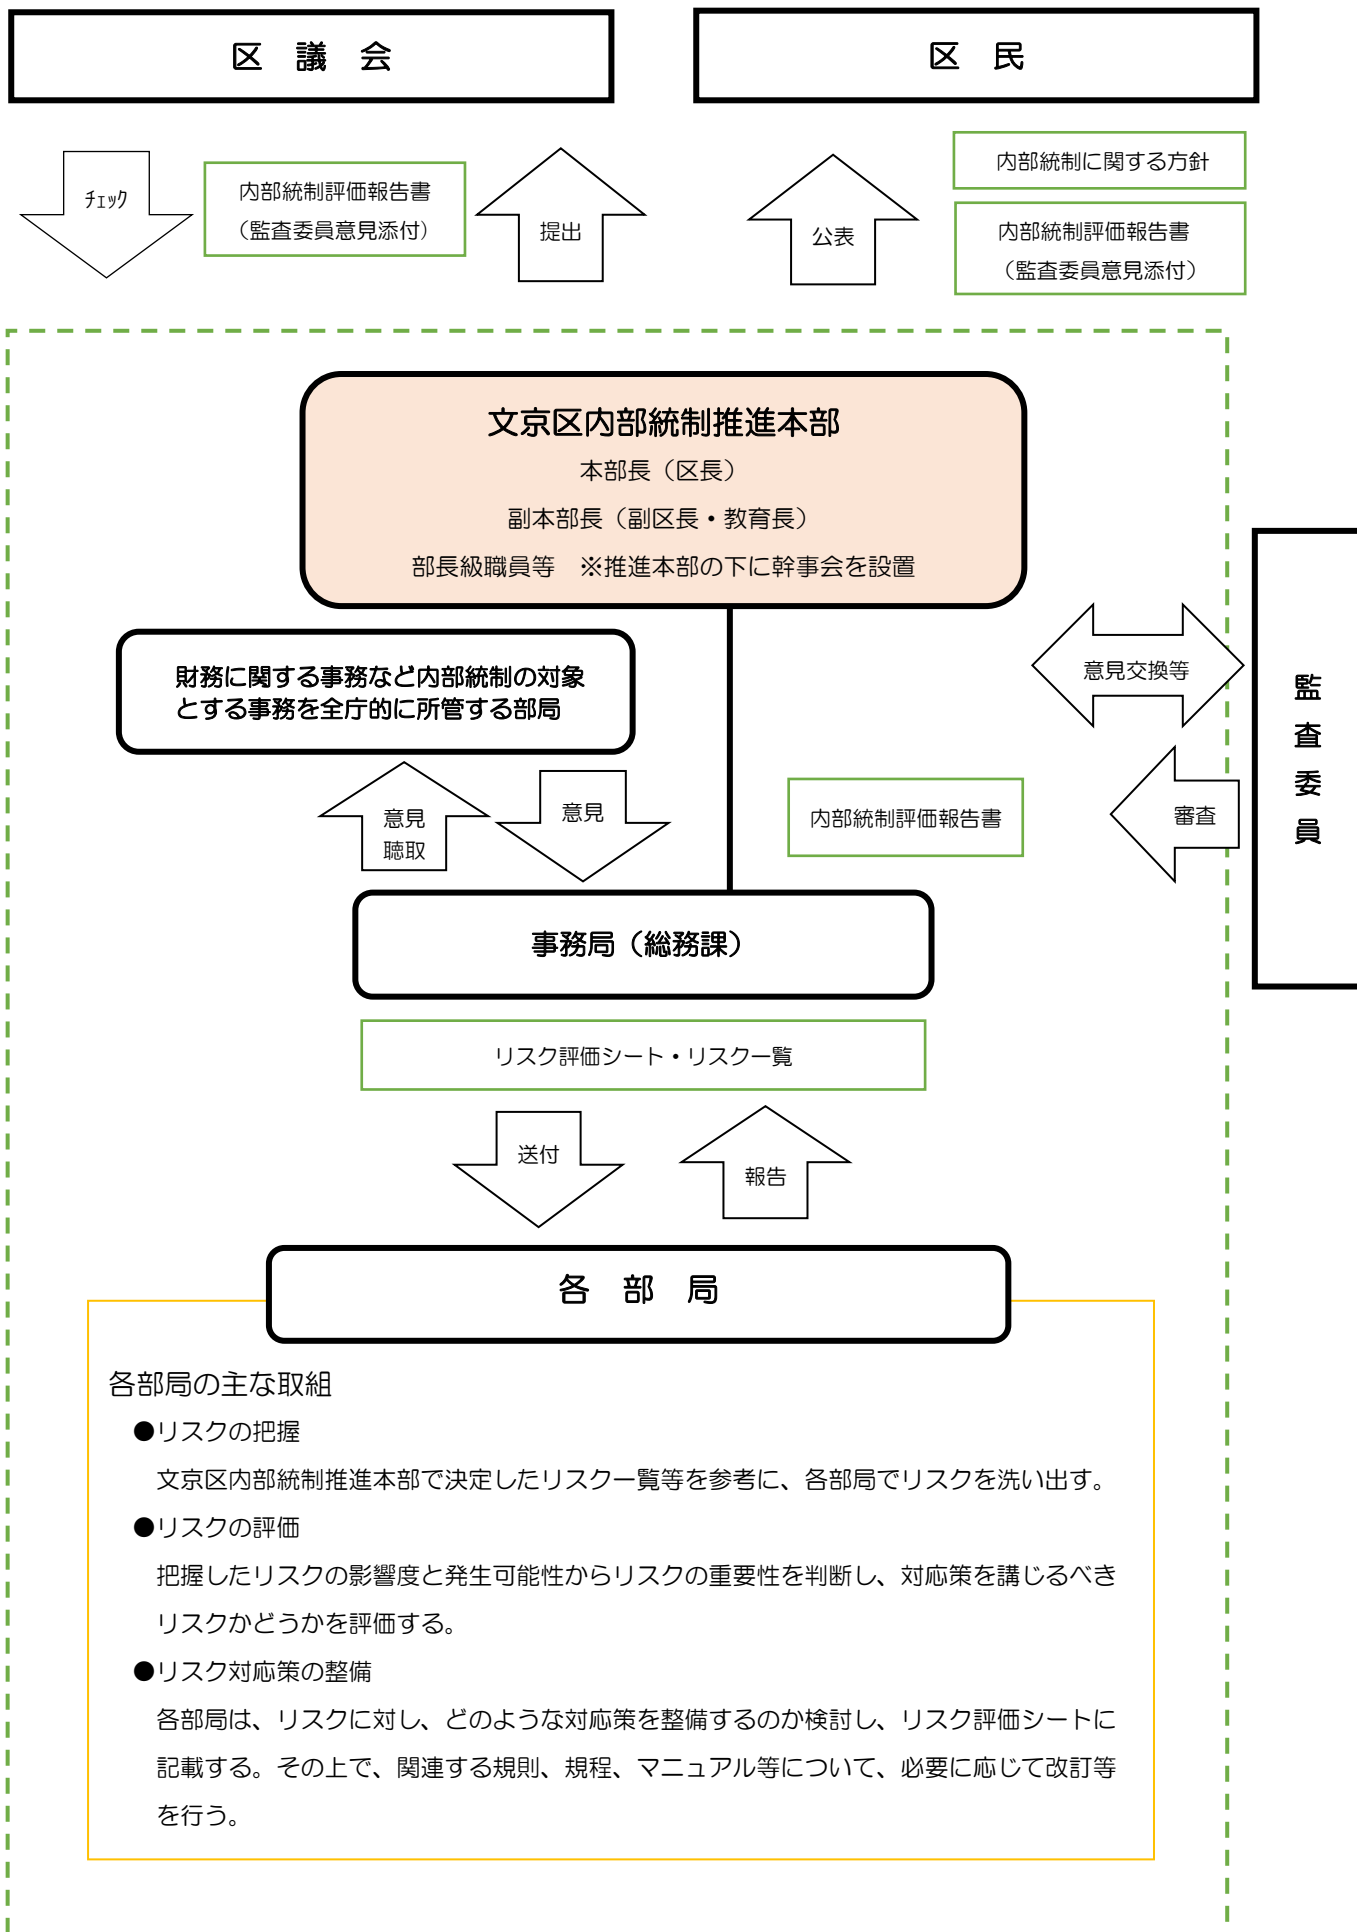 区　議　会
区　民
ﾁｪｯｸ
内部統制評価報告書
（監査委員意見添付）
提出
公表
内部統制に関する方針
内部統制評価報告書
（監査委員意見添付）
文京区内部統制推進本部
本部長（区長）
副本部長（副区長・教育長）
部長級職員等　※推進本部の下に幹事会を設置
財務に関する事務など内部統制の対象
とする事務を全庁的に所管する部局
意見交換等
監査委員
意見
聴取
意見
内部統制評価報告書
審査
事務局（総務課）
リスク評価シート・リスク一覧
送付
報告
各　部　局
各部局の主な取組
●リスクの把握
文京区内部統制推進本部で決定したリスク一覧等を参考に、各部局でリスクを洗い出す。
●リスクの評価
把握したリスクの影響度と発生可能性からリスクの重要性を判断し、対応策を講じるべき
リスクかどうかを評価する。
●リスク対応策の整備
各部局は、リスクに対し、どのような対応策を整備するのか検討し、リスク評価シートに
記載する。その上で、関連する規則、規程、マニュアル等について、必要に応じて改訂等
を行う。